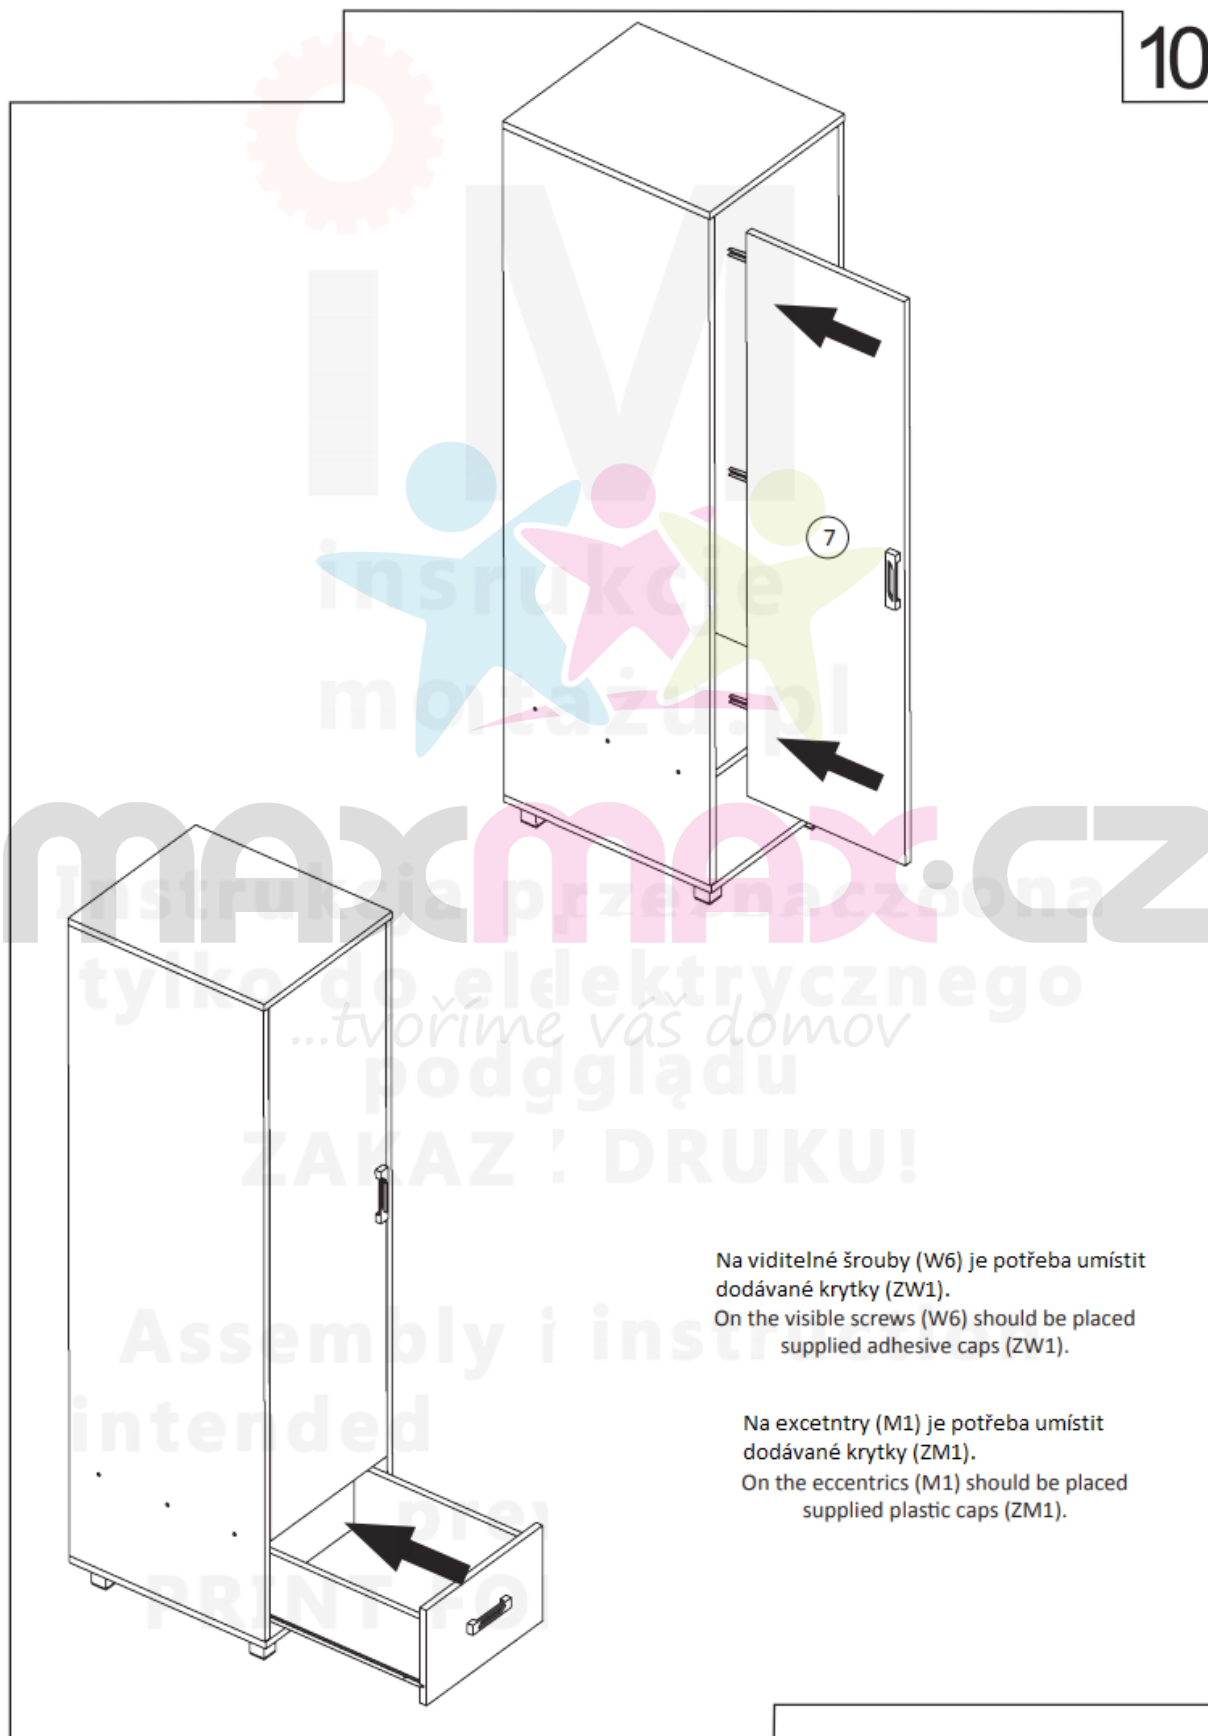 10
insrukcje
montażu.pl
7
maxmax.cz
Instrukcja przeznaczona
tylko do elektrycznego
...tvoříme váš domov
podglądu
ZAKAZ DRUKU!
Na viditelné šrouby (W6) je potřeba umístit
dodávané krytky (ZW1).
On the visible screws (W6) should be placed
supplied adhesive caps (ZW1).
Assembly instruction
intended
Na excetntry (M1) je potřeba umístit
dodávané krytky (ZM1).
On the eccentrics (M1) should be placed
supplied plastic caps (ZM1).
PRINT